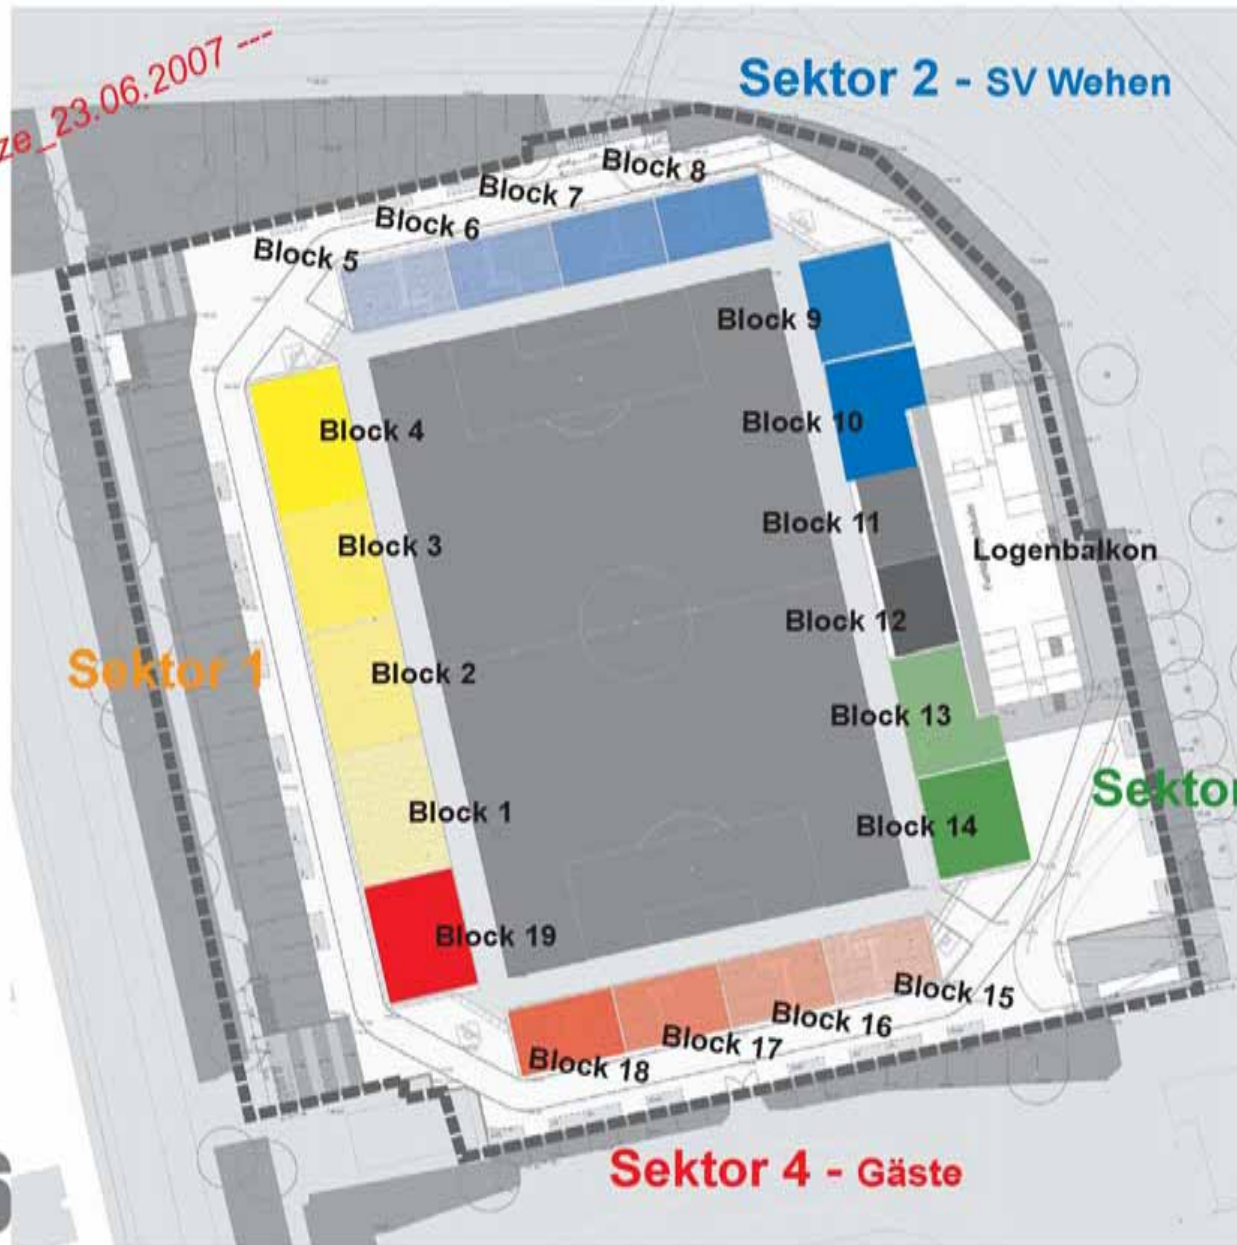 ze_23.06.2007 ---
Sektor 2 - SV Wehen
Block 8
Block 7
Block 6
Block 5
Block 9
Block 4
Block 10
Block 11
Block 3
Logenbalkon
Block 12
Sektor 1
Block 2
Block 13
Sektor
Block 1
Block 14
Block 19
Block 15
Block 16
Block 17
Block 18
Sektor 4 - Gäste